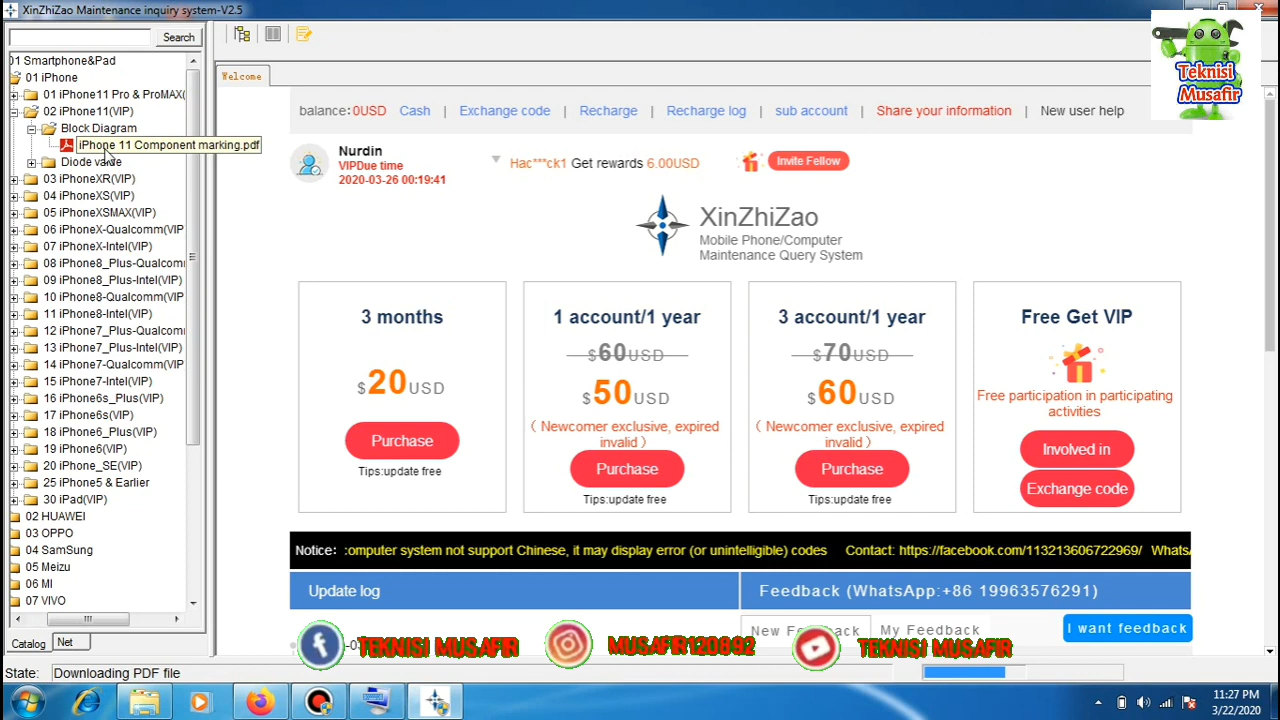 XinZhiZao Maintenance inquiry system-V2.5
Search
Teknisi
Musafir
01 Smartphone&Pad
01 iPhone
01 iPhone11 Pro & ProMAX(
02 iPhone11(VIP)
Block Diagram
iPhone 11 Component marking.pdf
Diode value
03 iPhoneXR(VIP)
04 iPhoneXS(VIP)
05 iPhoneXSMAX(VIP)
06 iPhoneX-Qualcomm(VIP
07 iPhoneX-Intel(VIP)
08 iPhone8_Plus-Qualcomm
09 iPhone8_Plus-Intel(VIP)
10 iPhone8-Qualcomm(VIP
11 iPhone8-Intel(VIP)
12 iPhone7_Plus-Qualcomm
13 iPhone7_Plus-Intel(VIP)
14 iPhone7-Qualcomm(VIP
15 iPhone7-Intel(VIP)
16 iPhone6s_Plus(VIP)
17 iPhone6s(VIP)
18 iPhone6_Plus(VIP)
19 iPhone6(VIP)
20 iPhone_SE(VIP)
25 iPhone5 & Earlier
30 iPad(VIP)
02 HUAWEI
03 OPPO
04 SamSung
05 Meizu
06 MI
07 VIVO
Catalog Net
Welcome
balance:0USD Cash | Exchange code | Recharge | Recharge log | sub account | Share your information | New user help
Nurdin
VIPDue time
2020-03-26 00:19:41
Hac***ck1 Get rewards 6.00USD
Invite Fellow
XinZhiZao
Mobile Phone/Computer
Maintenance Query System
3 months
$20USD
Purchase
Tips:update free
1 account/1 year
$60USD
$50USD
( Newcomer exclusive, expired
invalid )
Purchase
Tips:update free
3 account/1 year
$70USD
$60USD
( Newcomer exclusive, expired
invalid )
Purchase
Tips:update free
Free Get VIP
Free participation in participating
activities
Involved in
Exchange code
Notice: :omputer system not support Chinese, it may display error (or unintelligible) codes Contact: https://facebook.com/113213606722969/ Whats
Update log
Feedback (WhatsApp:+86 19963576291)
New Feedback My Feedback
I want feedback
TEKNISI MUSAFIR
MUSAFIR120892
TEKNISI MUSAFIR
State: Downloading PDF file
11:27 PM
3/22/2020